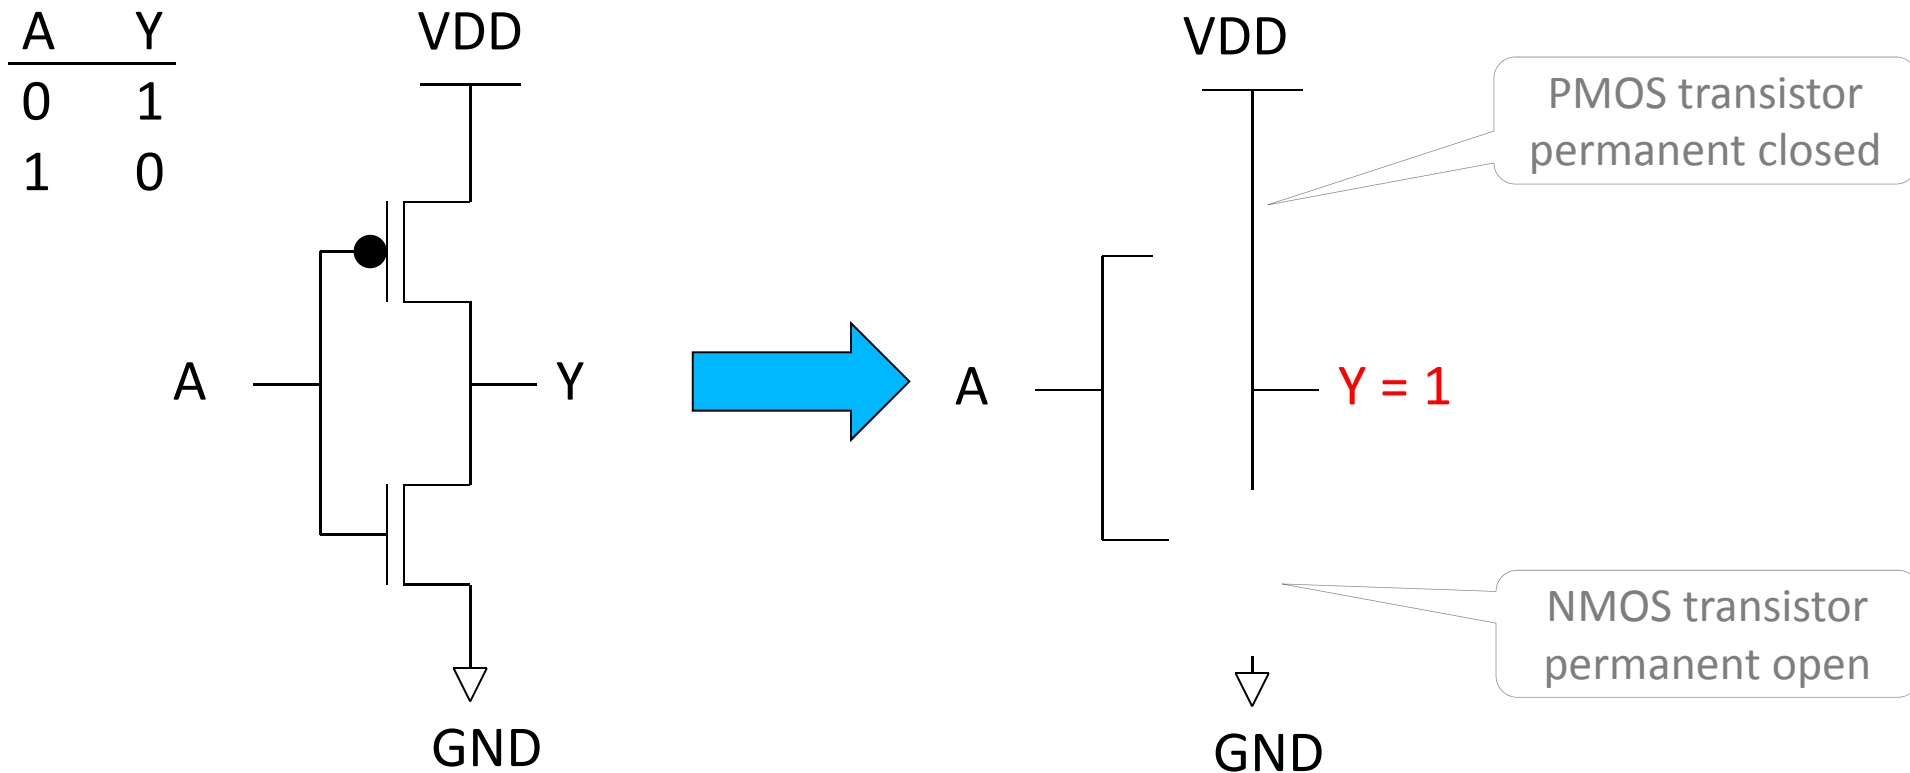 A Y
0 1
1 0
VDD
A
Y
GND
VDD
PMOS transistor
permanent closed
A
Y = 1
NMOS transistor
permanent open
GND